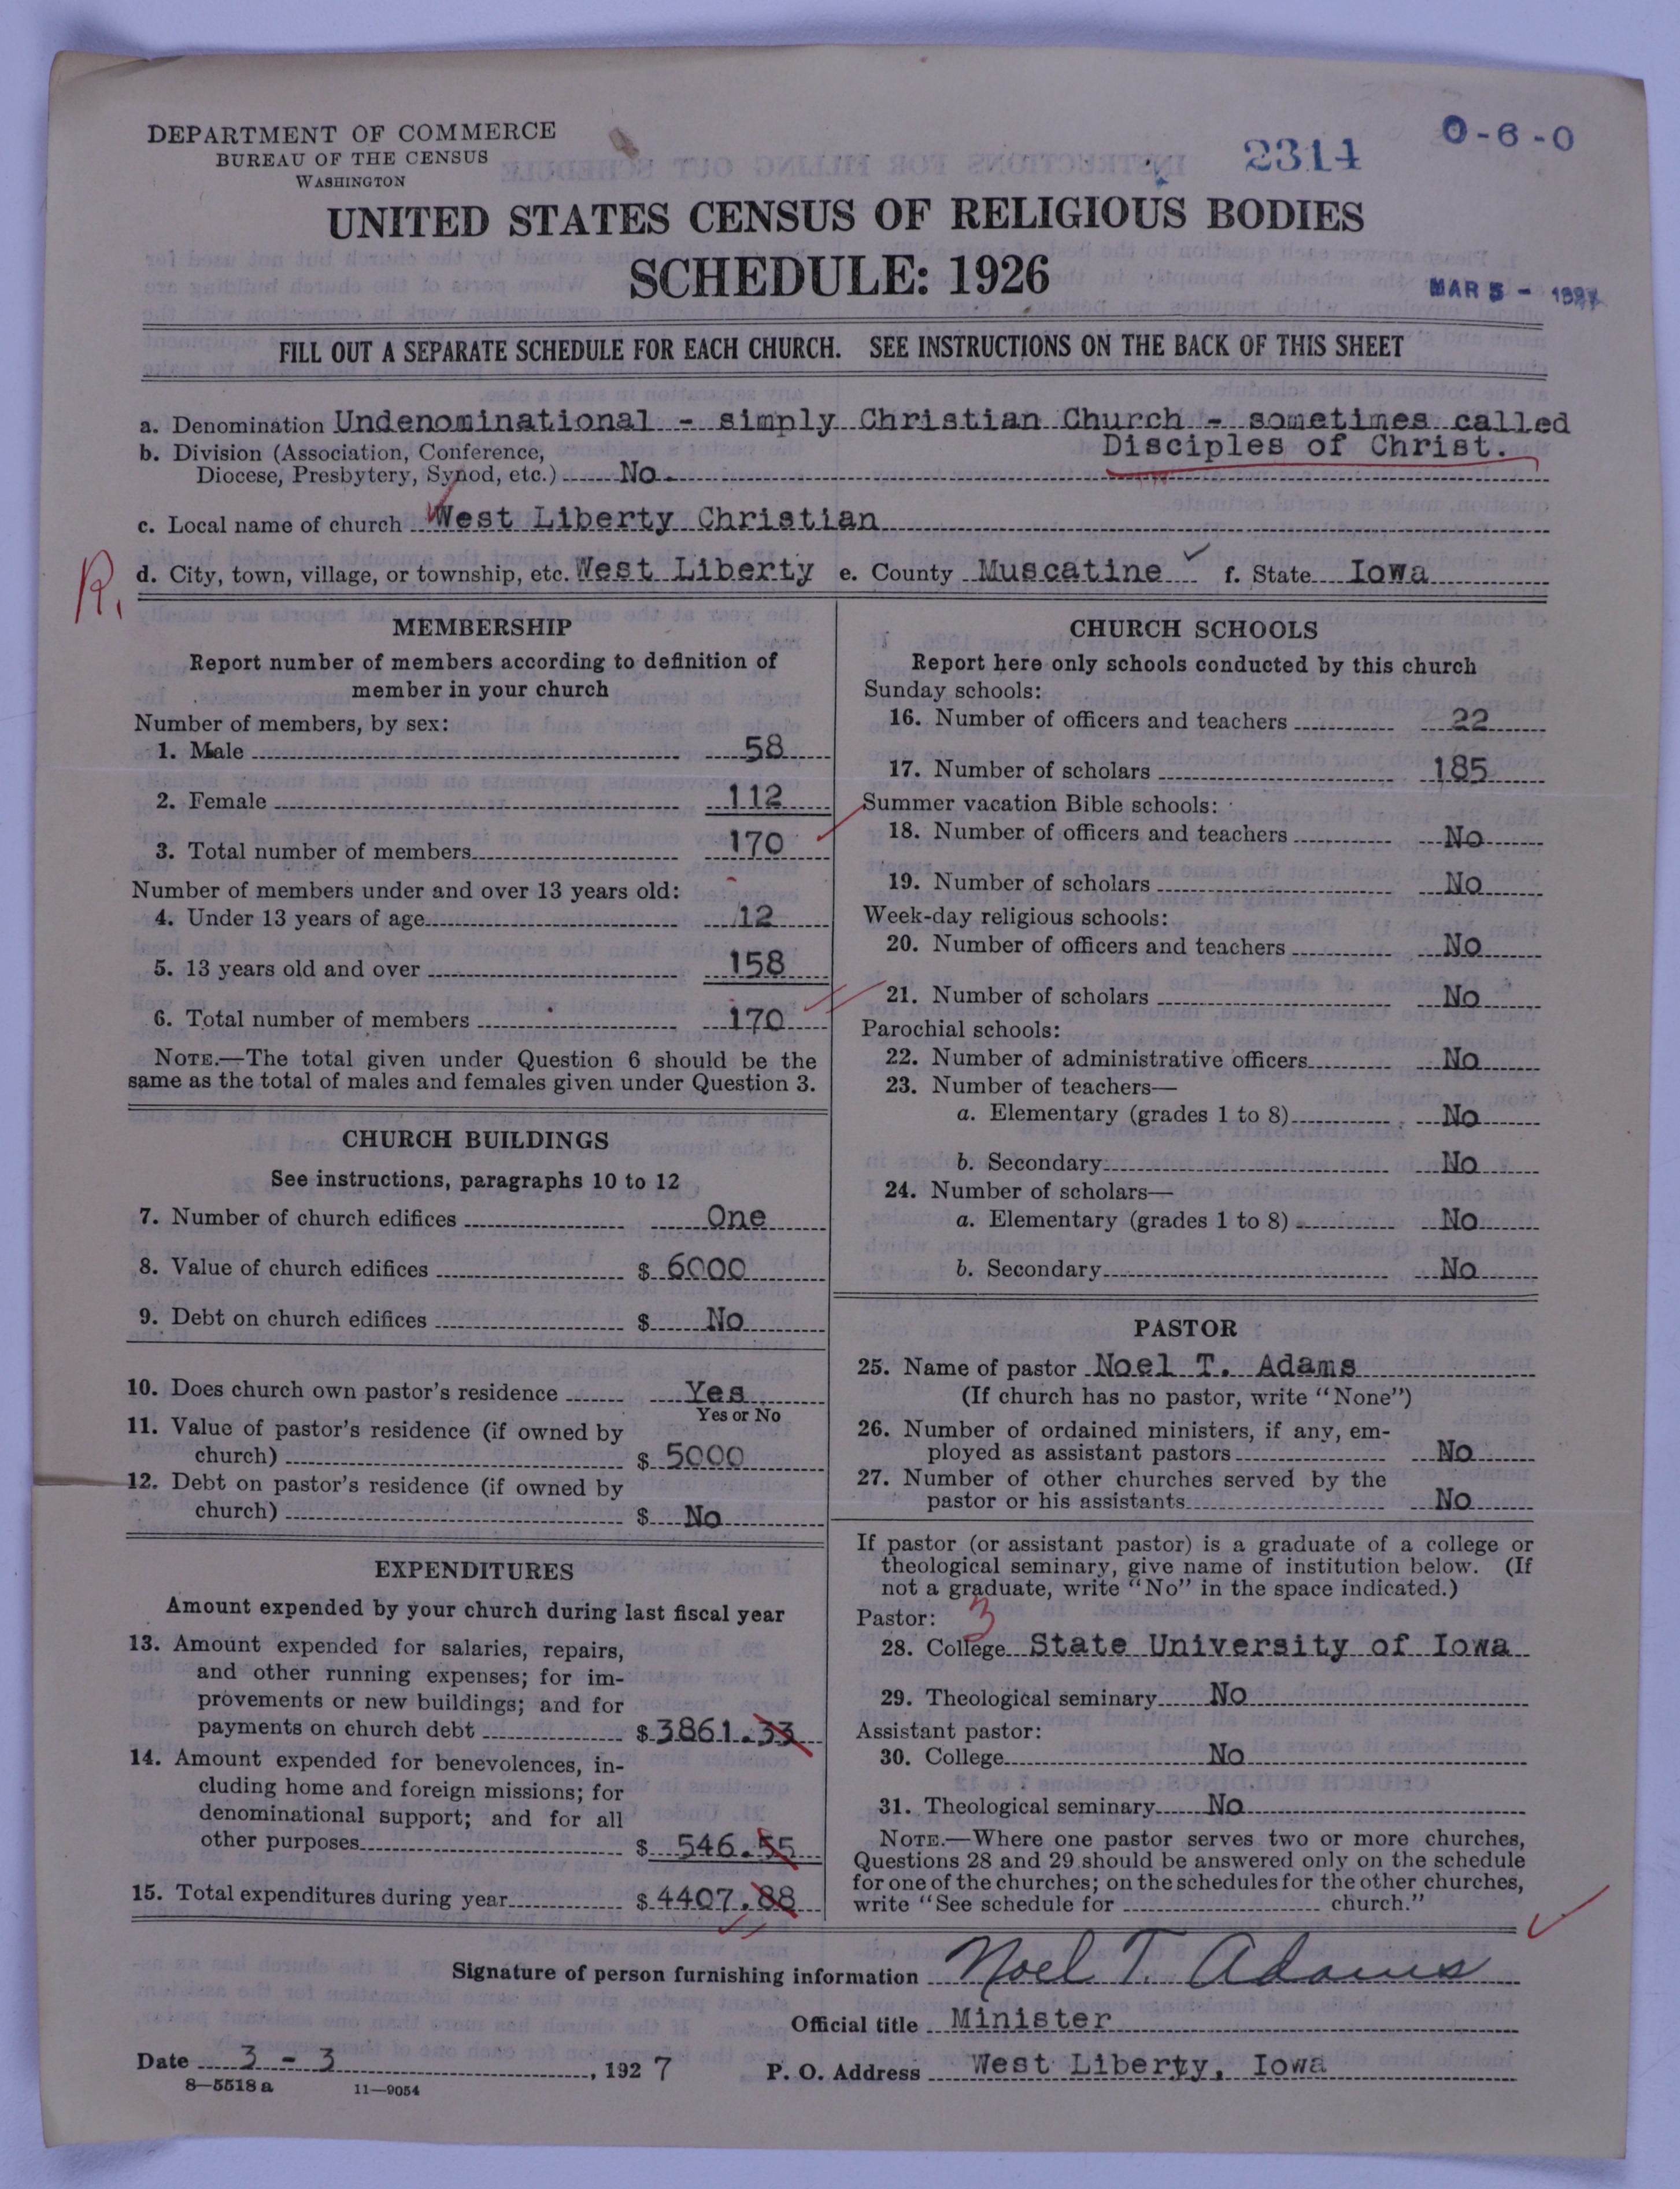 DEPARTMENT OF COMMERCE
BUREAU OF THE CENSUS
WASHINGTON
2314
0-6-0
UNITED STATES CENSUS OF RELIGIOUS BODIES
SCHEDULE: 1926
MAR 5 - 1927
FILL OUT A SEPARATE SCHEDULE FOR EACH CHURCH. SEE INSTRUCTIONS ON THE BACK OF THIS SHEET
a. Denomination Undenominational - simply Christian Church - sometimes called
Disciples of Christ.
b. Division (Association, Conference,
Diocese, Presbytery, Synod, etc.) No.
c. Local name of church West Liberty Christian
R.
d. City, town, village, or township, etc. West Liberty e. County Muscatine f. State Iowa
MEMBERSHIP
Report number of members according to definition of
member in your church
Number of members, by sex:
1. Male 58
2. Female 112
3. Total number of members 170
Number of members under and over 13 years old:
4. Under 13 years of age 12
5. 13 years old and over 158
6. Total number of members 170
NOTE.—The total given under Question 6 should be the
same as the total of males and females given under Question 3.
CHURCH BUILDINGS
See instructions, paragraphs 10 to 12
7. Number of church edifices One
8. Value of church edifices $ 6000
9. Debt on church edifices $ No
10. Does church own pastor's residence Yes
Yes or No
11. Value of pastor's residence (if owned by
church) $ 5000
12. Debt on pastor's residence (if owned by
church) $ No
EXPENDITURES
Amount expended by your church during last fiscal year
13. Amount expended for salaries, repairs,
and other running expenses; for im-
provements or new buildings; and for
payments on church debt $ 3861.33
14. Amount expended for benevolences, in-
cluding home and foreign missions; for
denominational support; and for all
other purposes $ 546.55
15. Total expenditures during year $ 4407.88
CHURCH SCHOOLS
Report here only schools conducted by this church
Sunday schools:
16. Number of officers and teachers 22
17. Number of scholars 185
Summer vacation Bible schools:
18. Number of officers and teachers No
19. Number of scholars No
Week-day religious schools:
20. Number of officers and teachers No
21. Number of scholars No
Parochial schools:
22. Number of administrative officers No
23. Number of teachers—
a. Elementary (grades 1 to 8) No
b. Secondary No
24. Number of scholars—
a. Elementary (grades 1 to 8) No
b. Secondary No
PASTOR
25. Name of pastor Noel T. Adams
(If church has no pastor, write "None")
26. Number of ordained ministers, if any, em-
ployed as assistant pastors No
27. Number of other churches served by the
pastor or his assistants No
If pastor (or assistant pastor) is a graduate of a college or
theological seminary, give name of institution below. (If
not a graduate, write "No" in the space indicated.)
Pastor: 3
28. College State University of Iowa
29. Theological seminary No
Assistant pastor:
30. College No
31. Theological seminary No
NOTE.—Where one pastor serves two or more churches,
Questions 28 and 29 should be answered only on the schedule
for one of the churches; on the schedules for the other churches,
write "See schedule for church."
Signature of person furnishing information Noel T. Adams
Official title Minister
Date 3 - 3, 1927 P. O. Address West Liberty, Iowa
8—5518 a 11—9054